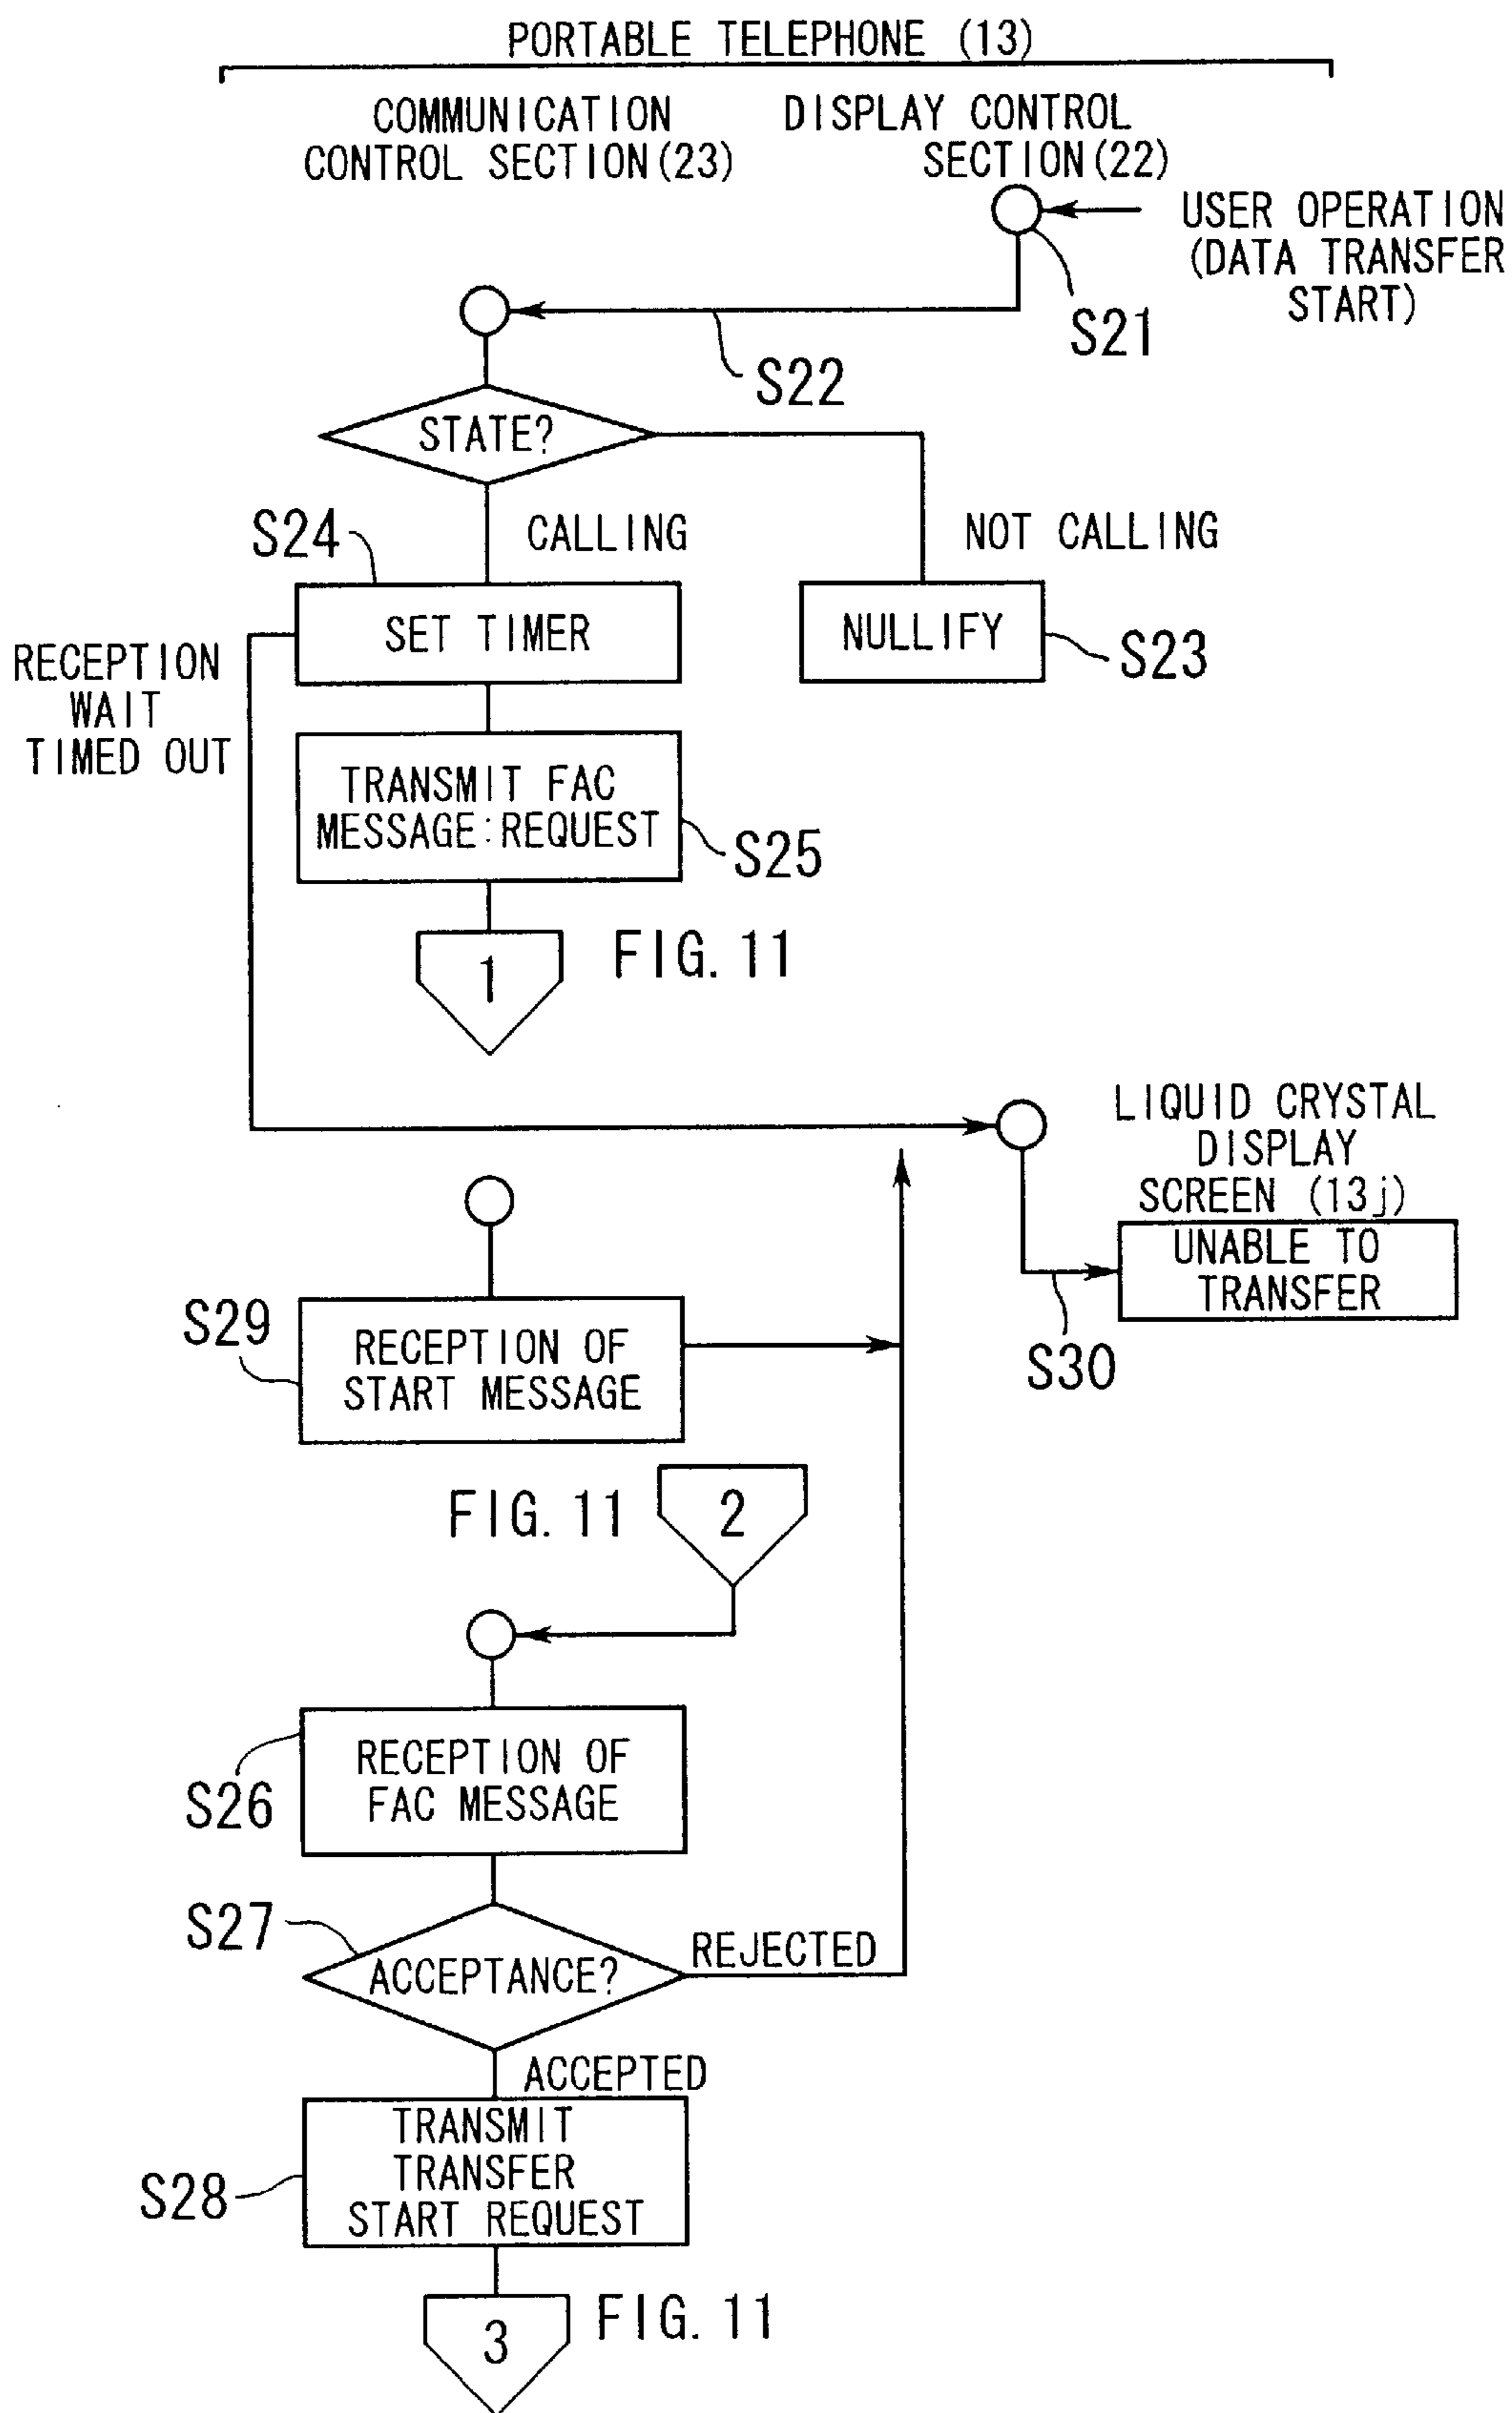 PORTABLE TELEPHONE (13)
COMMUNICATION
CONTROL SECTION(23)
DISPLAY CONTROL
SECTION(22)
USER OPERATION
(DATA TRANSFER
START)
S21
S22
STATE?
S24
CALLING
NOT CALLING
SET TIMER
NULLIFY
S23
RECEPTION
WAIT
TIMED OUT
TRANSMIT FAC
MESSAGE:REQUEST
S25
1
FIG. 11
LIQUID CRYSTAL
DISPLAY
SCREEN (13j)
UNABLE TO
TRANSFER
S30
S29
RECEPTION OF
START MESSAGE
FIG. 11
2
RECEPTION OF
FAC MESSAGE
S26
S27
ACCEPTANCE?
REJECTED
ACCEPTED
TRANSMIT
TRANSFER
START REQUEST
S28
3
FIG. 11